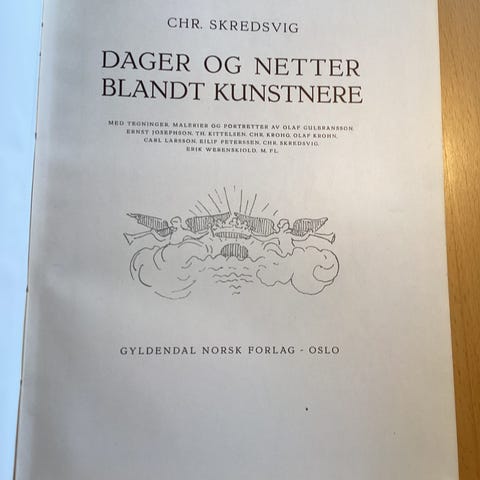 CHR. SKREDSVIG
DAGER OG NETTER
BLANDT KUNSTNERE
MED TEGNINGER, MALERIER OG PORTRETTER AV OLAF GULBRANSSON,
ERNST JOSEPHSON, TH. KITTELSEN, CHR. KROHG, OLAF KROHN,
CARL LARSSON, EILIF PETERSSEN, CHR. SKREDSVIG,
ERIK WERENSKIOLD, M. FL.
GYLDENDAL NORSK FORLAG - OSLO